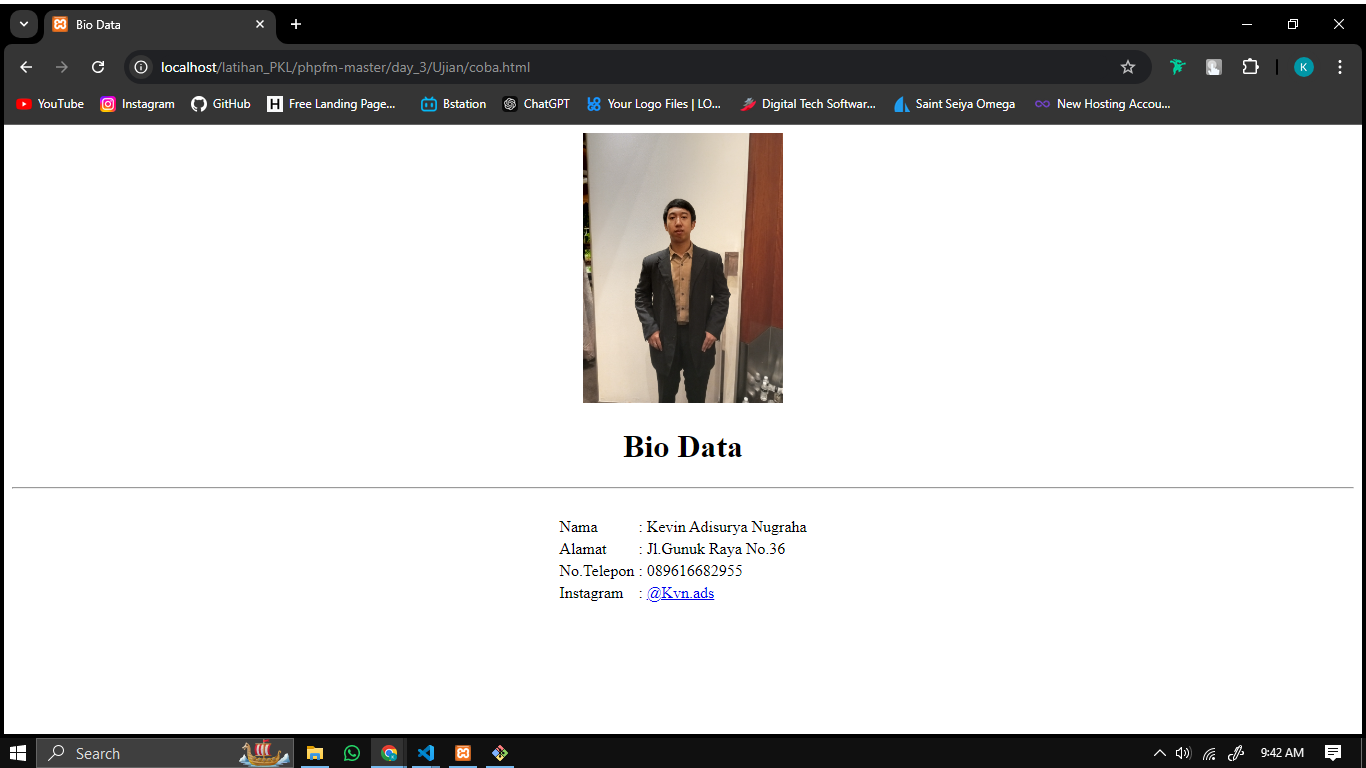 Bio Data
localhost/latihan_PKL/phpfm-master/day_3/Ujian/coba.html
K
YouTube Instagram GitHub Free Landing Page... Bstation ChatGPT Your Logo Files | LO... Digital Tech Softwar... Saint Seiya Omega New Hosting Accou...
Bio Data
Nama : Kevin Adisurya Nugraha
Alamat : Jl.Gunuk Raya No.36
No.Telepon : 089616682955
Instagram : @Kvn.ads
Search
9:42 AM